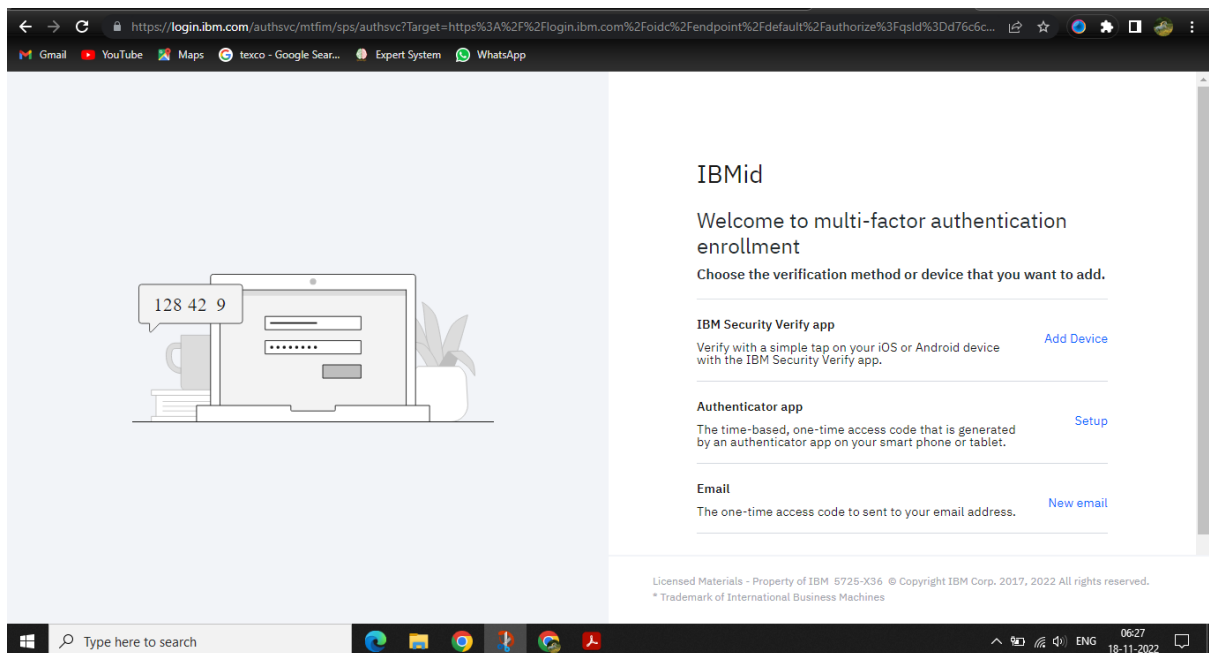 https://login.ibm.com/authsvc/mtfim/sps/authsvc?Target=https%3A%2F%2Flogin.ibm.com%2Foidc%2Fendpoint%2Fdefault%2Fauthorize%3Fqsld%3Dd76c6c...
Gmail YouTube Maps texco - Google Sear... Expert System WhatsApp
128 42 9
IBMid
Welcome to multi-factor authentication
enrollment
Choose the verification method or device that you want to add.
IBM Security Verify app
Verify with a simple tap on your iOS or Android device
with the IBM Security Verify app.
Add Device
Authenticator app
The time-based, one-time access code that is generated
by an authenticator app on your smart phone or tablet.
Setup
Email
The one-time access code to sent to your email address.
New email
Licensed Materials - Property of IBM 5725-X36 © Copyright IBM Corp. 2017, 2022 All rights reserved.
* Trademark of International Business Machines
Type here to search
ENG
06:27
18-11-2022